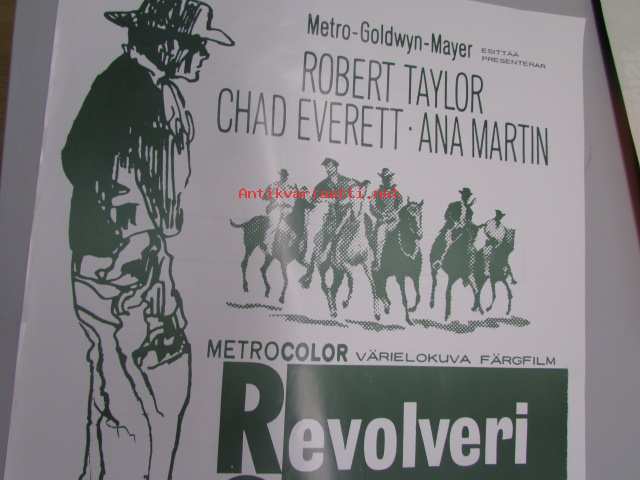 Metro-Goldwyn-Mayer ESITTÄÄ
PRESENTERAR
ROBERT TAYLOR
CHAD EVERETT · ANA MARTIN
Antikvariaatti.net
METROCOLOR VÄRIELOKUVA FÄRGFILM
Revolveri